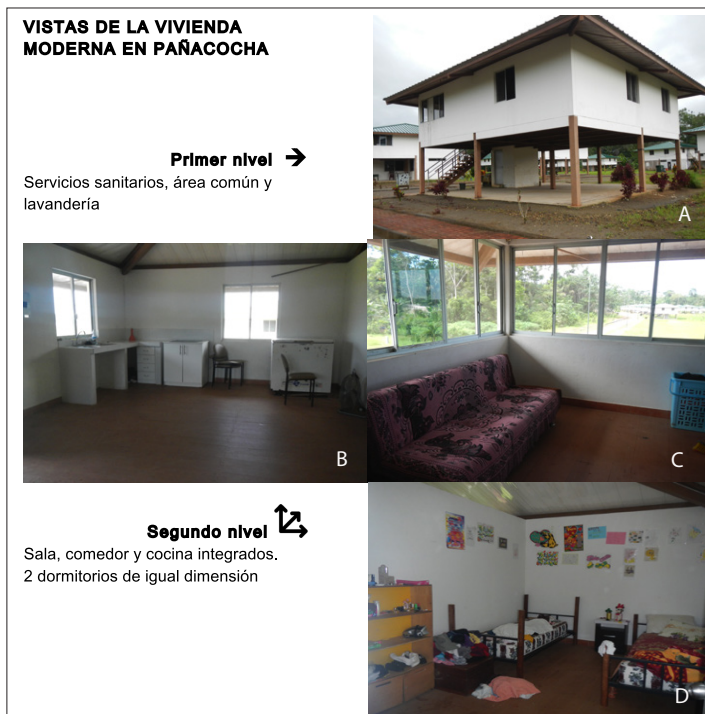 VISTAS DE LA VIVIENDA
MODERNA EN PAÑACOCHA
Primer nivel
Servicios sanitarios, área común y
lavandería
A
B
C
Segundo nivel
Sala, comedor y cocina integrados.
2 dormitorios de igual dimensión
D